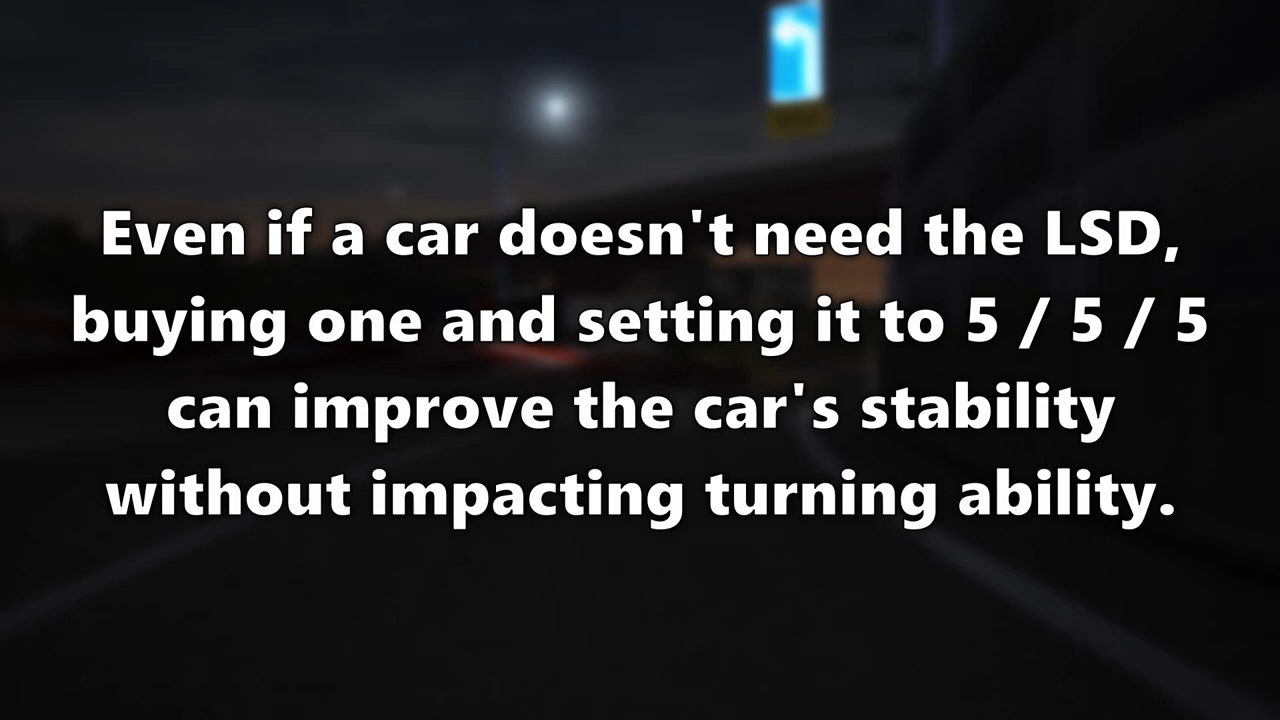 Even if a car doesn't need the LSD,
buying one and setting it to 5 / 5 / 5
can improve the car's stability
without impacting turning ability.